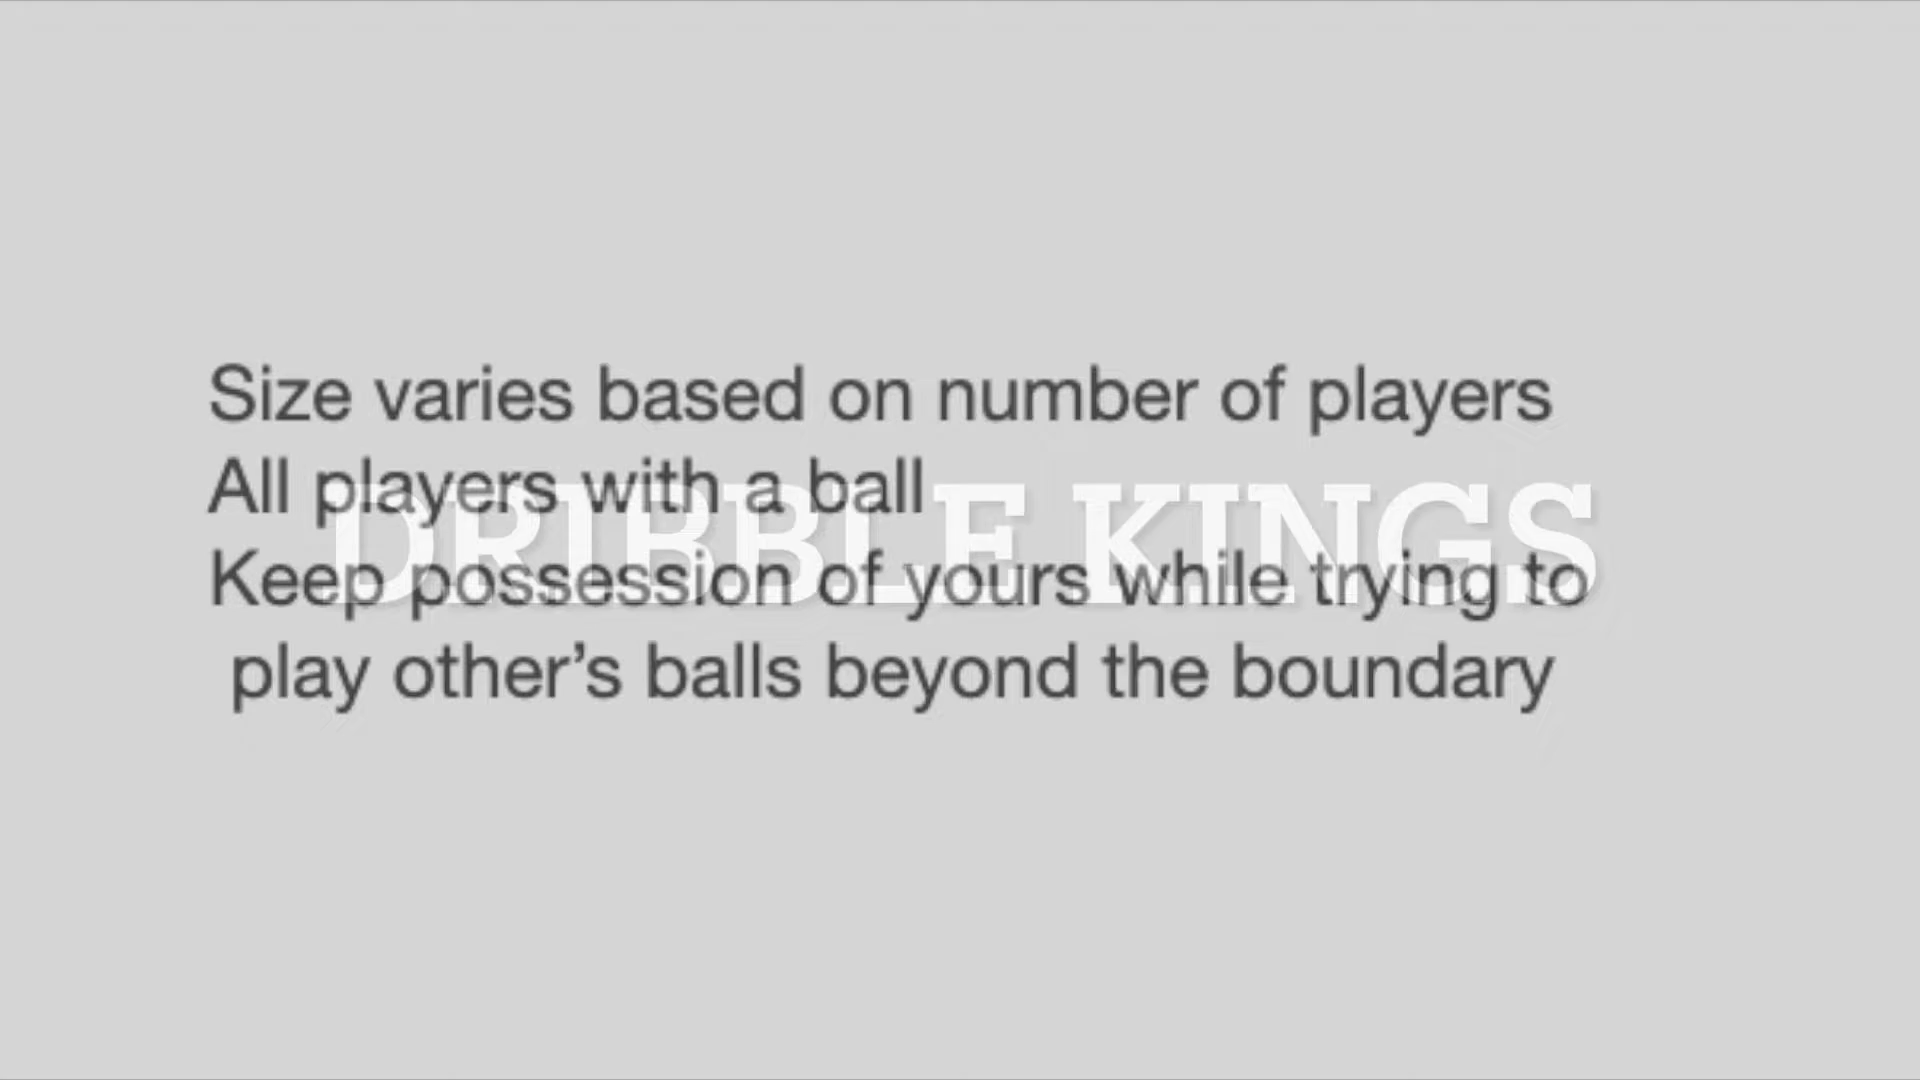 Size varies based on number of players
All players with a ball
DRIBBLE KINGS
Keep possession of yours while trying to
play other’s balls beyond the boundary